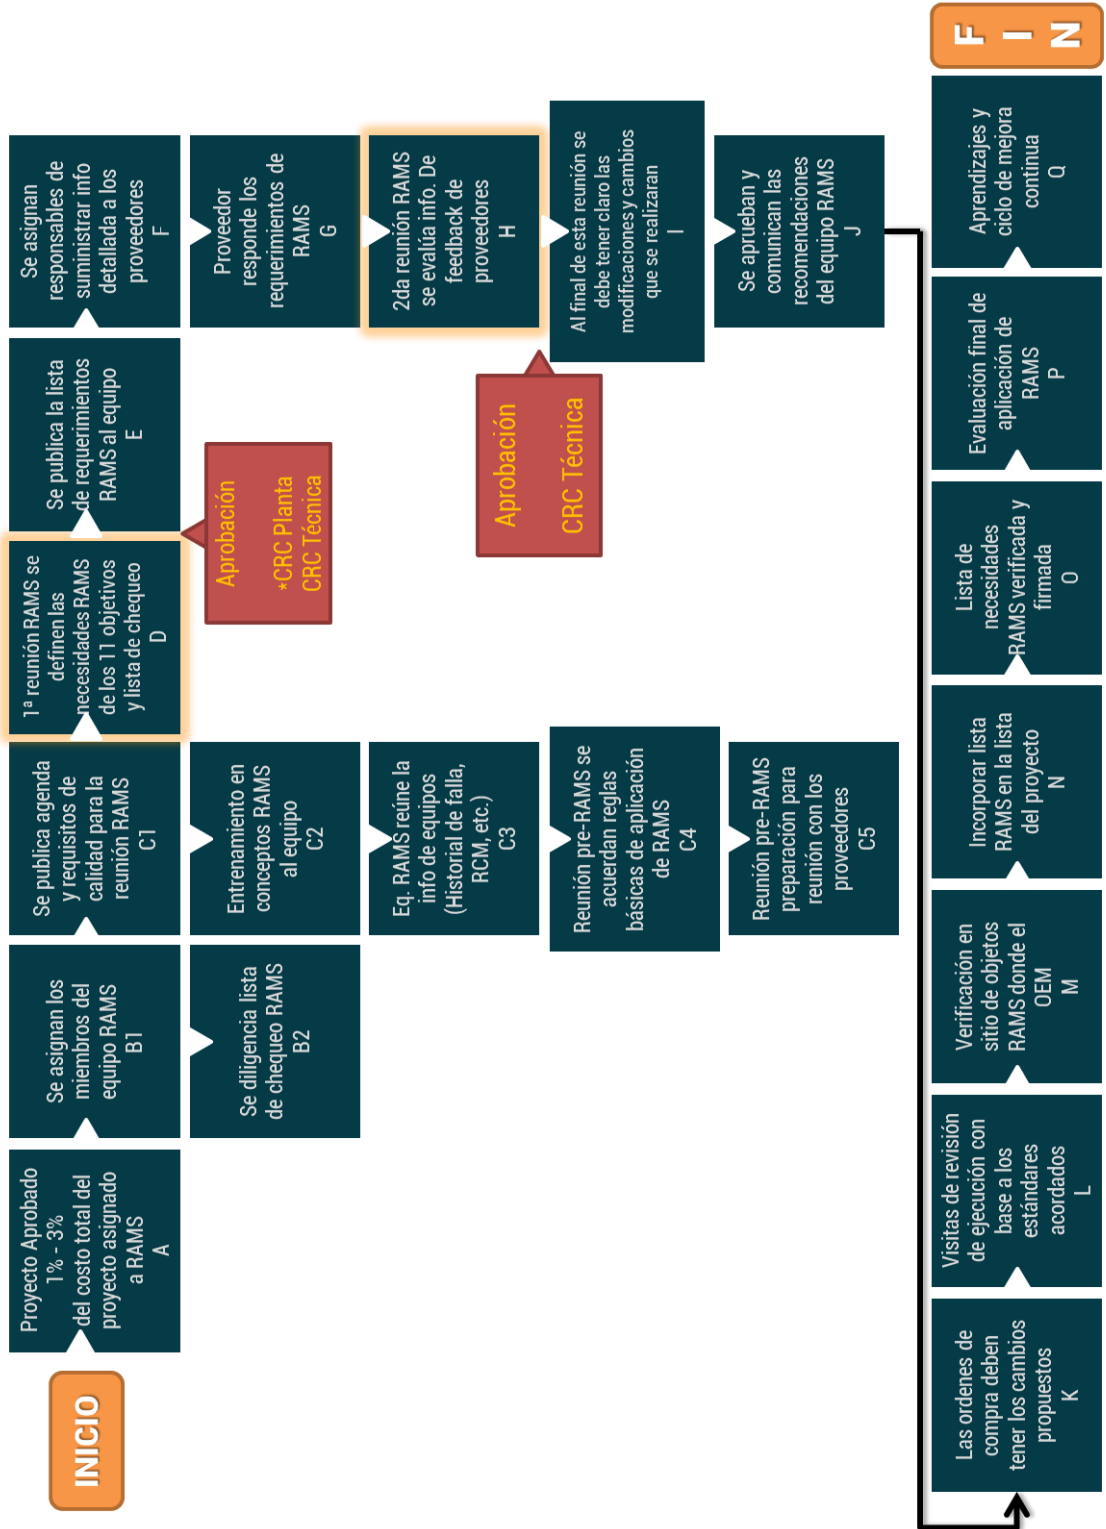 INICIO
Proyecto Aprobado
1% - 3%
del costo total del
proyecto asignado
a RAMS
A
Se asignan los
miembros del
equipo RAMS
B1
Se diligencia lista
de chequeo RAMS
B2
Se publica agenda
y requisitos de
calidad para la
reunión RAMS
C1
Entrenamiento en
conceptos RAMS
al equipo
C2
Eq. RAMS reúne la
info de equipos
(Historial de falla,
RCM, etc.)
C3
Reunión pre-RAMS se
acuerdan reglas
básicas de aplicación
de RAMS
C4
Reunión pre-RAMS
preparación para
reunión con los
proveedores
C5
1ª reunión RAMS se
definen las
necesidades RAMS
de los 11 objetivos
y lista de chequeo
D
Aprobación
*CRC Planta
CRC Técnica
Se publica la lista
de requerimientos
RAMS al equipo
E
Se asignan
responsables de
suministrar info
detallada a los
proveedores
F
Proveedor
responde los
requerimientos de
RAMS
G
2da reunión RAMS
se evalúa info. De
feedback de
proveedores
H
Aprobación
CRC Técnica
Al final de esta reunión se
debe tener claro las
modificaciones y cambios
que se realizaran
I
Se aprueban y
comunican las
recomendaciones
del equipo RAMS
J
Las ordenes de
compra deben
tener los cambios
propuestos
K
Visitas de revisión
de ejecución con
base a los
estándares
acordados
L
Verificación en
sitio de objetos
RAMS donde el
OEM
M
Incorporar lista
RAMS en la lista
del proyecto
N
Lista de
necesidades
RAMS verificada y
firmada
O
Evaluación final de
aplicación de
RAMS
P
Aprendizajes y
ciclo de mejora
continua
Q
F
I
N